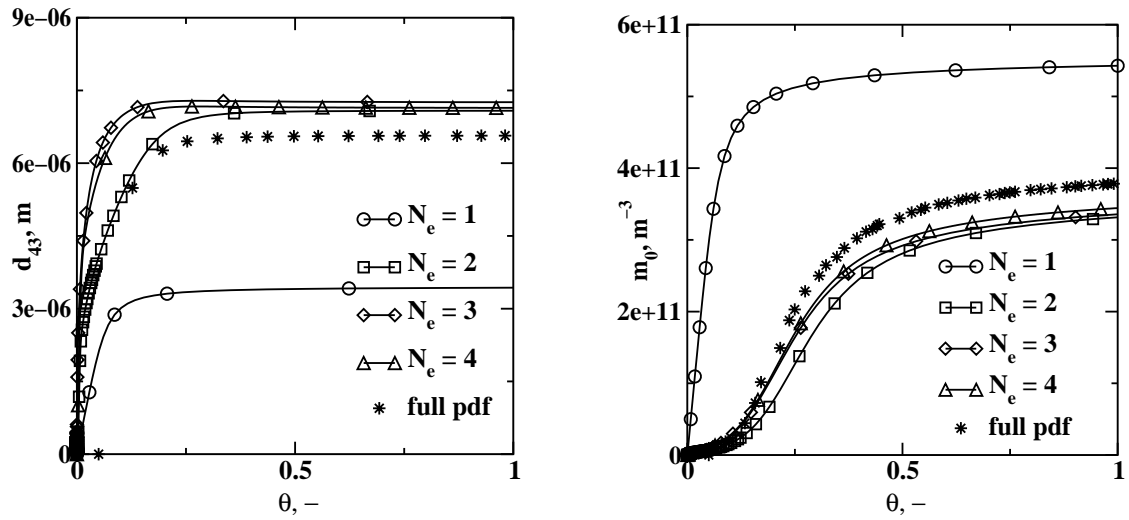 9e−06
6e−06
3e−06
0
0
0.5
1
d43, m
θ, −
Ne = 1
Ne = 2
Ne = 3
Ne = 4
full pdf
6e+11
4e+11
2e+11
0
0
0.5
1
m0, m−3
θ, −
Ne = 1
Ne = 2
Ne = 3
Ne = 4
full pdf